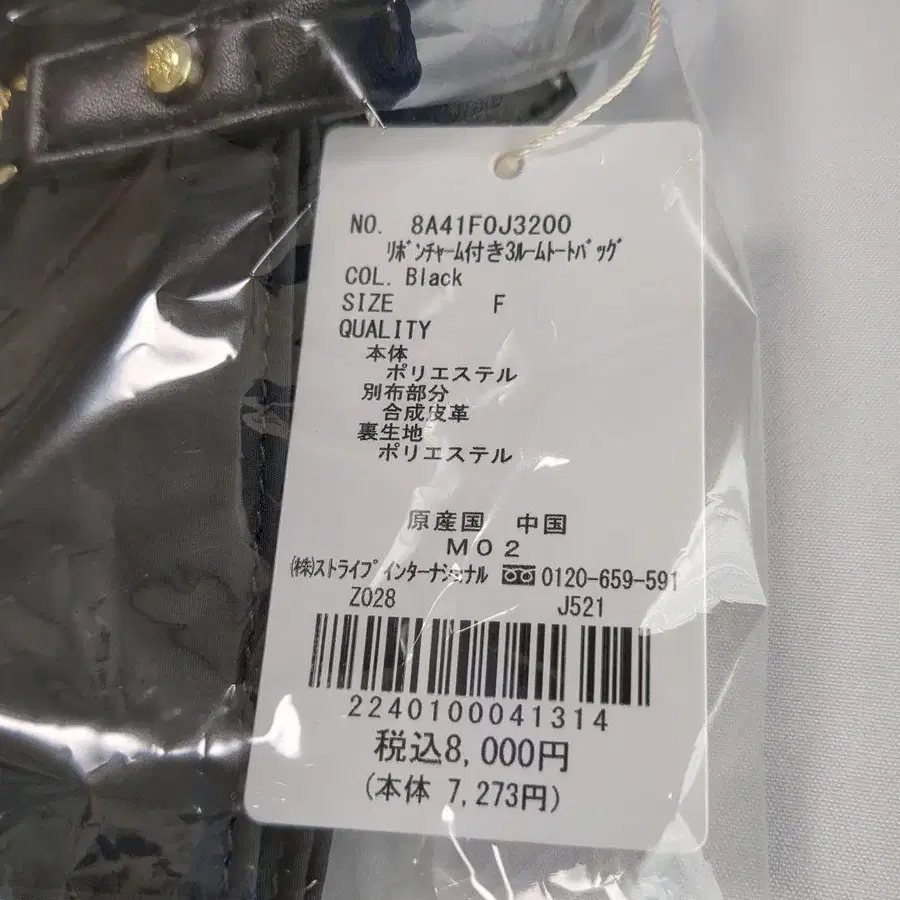 NO. 8A41F0J3200
ﾘﾎﾞﾝﾁｬｰﾑ付き3ﾙｰﾑﾄｰﾄﾊﾞｯｸﾞ
COL. Black
SIZE F
QUALITY
本体
ポリエステル
別布部分
合成皮革
裏生地
ポリエステル
原産国 中国
M02
㈱ｽﾄﾗｲﾌﾟｲﾝﾀｰﾅｼｮﾅﾙ 0120-659-591
Z028 J521
2240100041314
税込8,000円
(本体 7,273円)